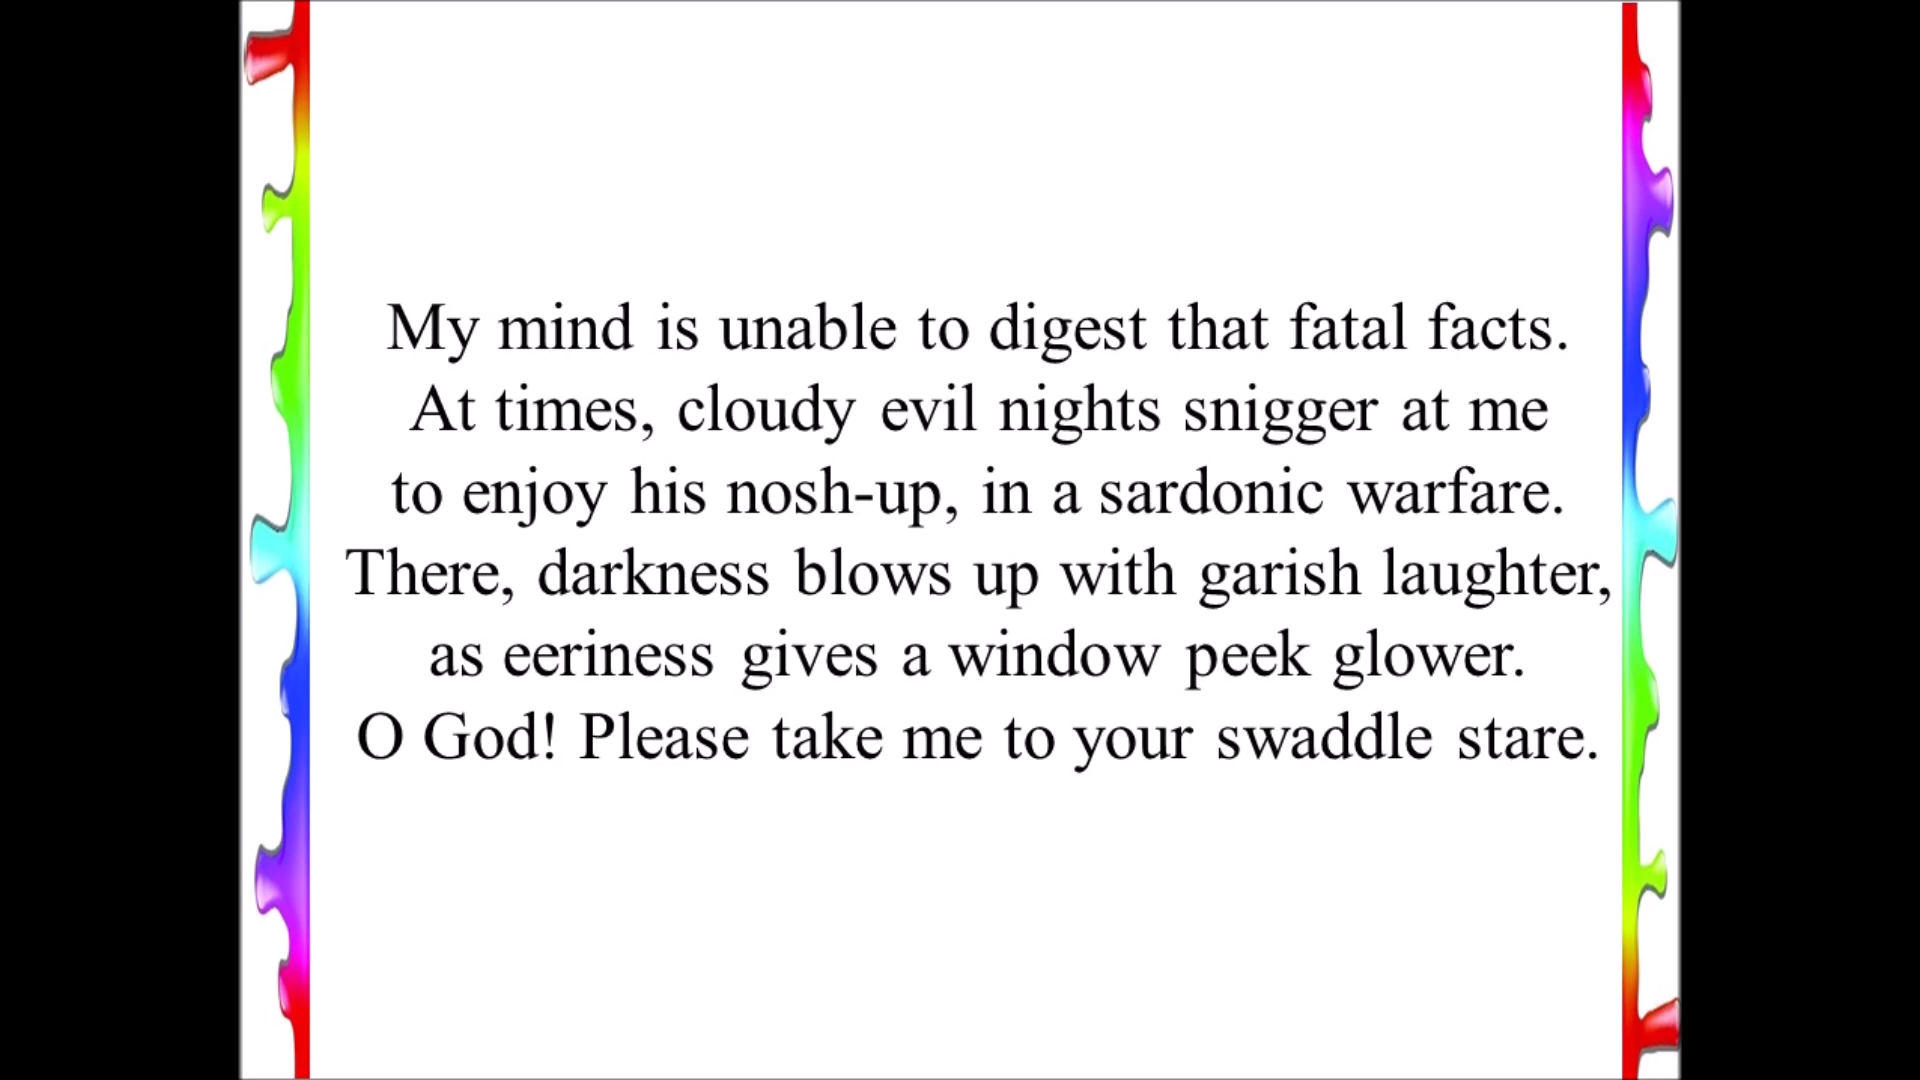 My mind is unable to digest that fatal facts.
At times, cloudy evil nights snigger at me
to enjoy his nosh-up, in a sardonic warfare.
There, darkness blows up with garish laughter,
as eeriness gives a window peek glower.
O God! Please take me to your swaddle stare.